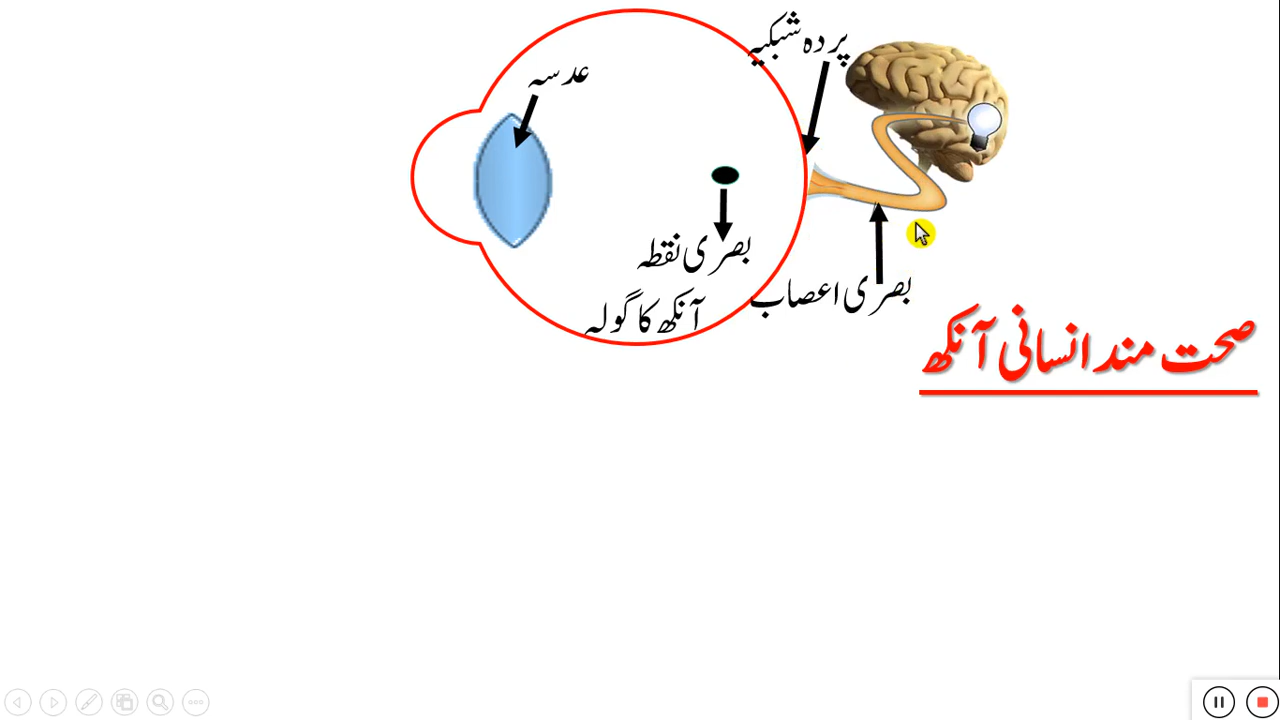 پردہ شبکیہ
عدسہ
بصری نقطہ
بصری اعصاب
آنکھ کا گولہ
صحت مند انسانی آنکھ